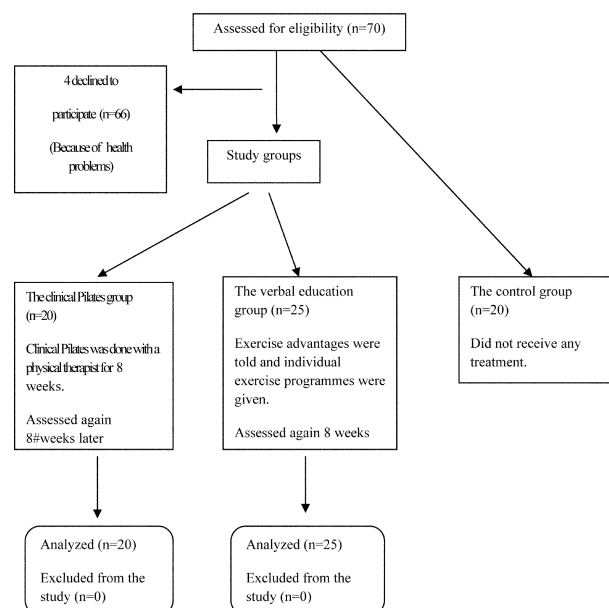 Assessed for eligibility (n=70)
4 declined to
participate (n=66)
(Because of health
problems)
Study groups
The clinical Pilates group
(n=20)
Clinical Pilates was done with a
physical therapist for 8
weeks.
Assessed again
8#weeks later
The verbal education
group (n=25)
Exercise advantages were
told and individual
exercise programmes were
given.
Assessed again 8 weeks
The control group
(n=20)
Did not receive any
treatment.
Analyzed (n=20)
Excluded from the
study (n=0)
Analyzed (n=25)
Excluded from the
study (n=0)